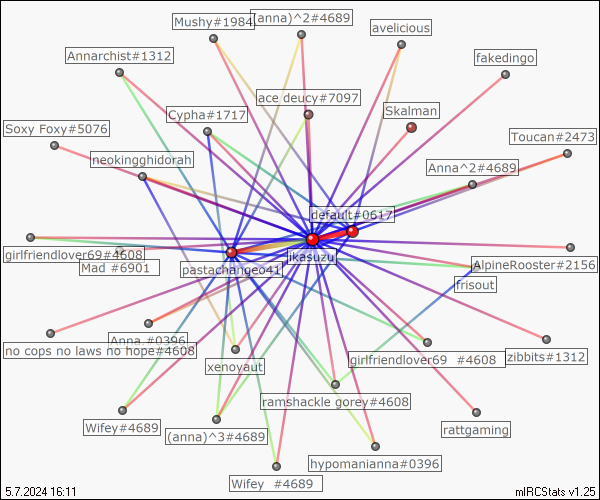 Mushy#1984
(anna)^2#4689
avelicious
Annarchist#1312
fakedingo
ace deucy#7097
Cypha#1717
Skalman
Soxy Foxy#5076
Toucan#2473
neokingghidorah
Anna^2#4689
default#0617
girlfriendlover69#4608
jkasuzu
Mad #6901
pastachangeo41
AlpineRooster#2156
frisout
Anna.#0396
no cops no laws no hope#4608
xenoyaut
girlfriendlover69 #4608
zibbits#1312
ramshackle gorey#4608
Wifey#4689
rattgaming
(anna)^3#4689
hypomanianna#0396
Wifey #4689
5.7.2024 16:11
mIRCStats v1.25